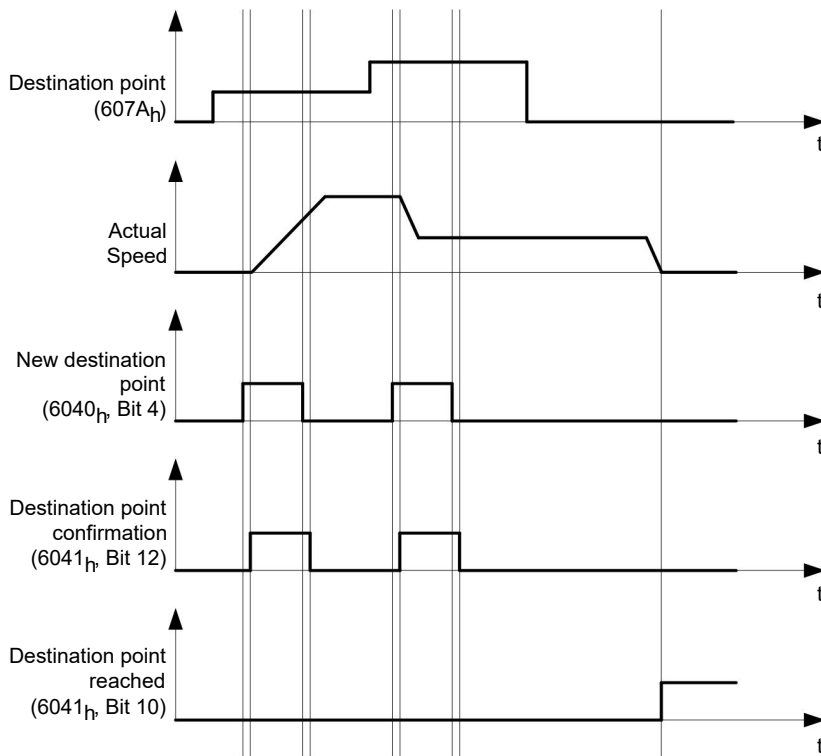 Destination point
(607Ah)
t
Actual
Speed
t
New destination
point
(6040h, Bit 4)
t
Destination point
confirmation
(6041h, Bit 12)
t
Destination point
reached
(6041h, Bit 10)
t